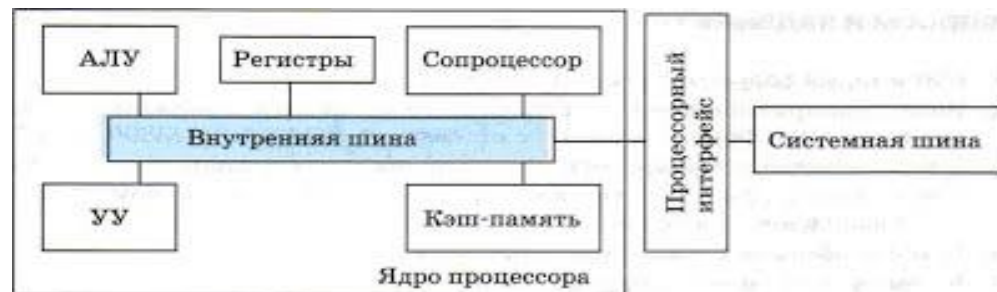 АЛУ
Регистры
Сопроцессор
Внутренняя шина
УУ
Кэш-память
Ядро процессора
Процессорный
интерфейс
Системная шина